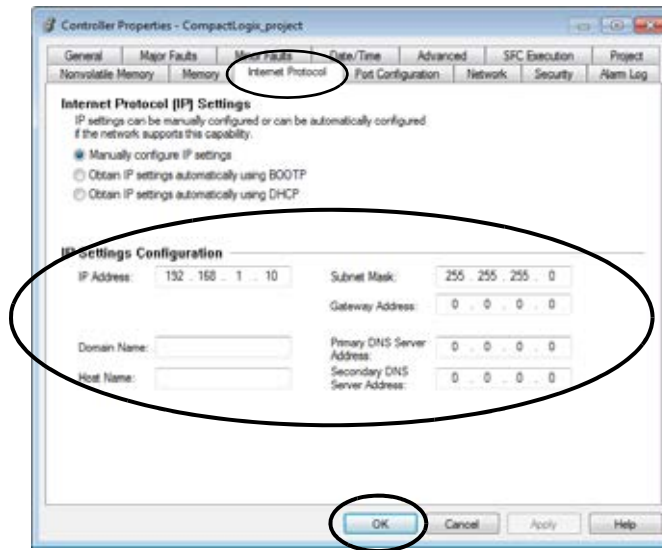 Controller Properties - CompactLogix_project
General Major Faults Minor Faults Date/Time Advanced SFC Execution Project
Nonvolatile Memory Memory Internet Protocol Port Configuration Network Security Alarm Log
Internet Protocol (IP) Settings
IP settings can be manually configured or can be automatically configured
if the network supports this capability.
Manually configure IP settings
Obtain IP settings automatically using BOOTP
Obtain IP settings automatically using DHCP
IP Settings Configuration
IP Address: 192 . 168 . 1 . 10 Subnet Mask: 255 . 255 . 255 . 0
Gateway Address: 0 . 0 . 0 . 0
Domain Name: Primary DNS Server Address: 0 . 0 . 0 . 0
Host Name: Secondary DNS Server Address: 0 . 0 . 0 . 0
OK Cancel Apply Help